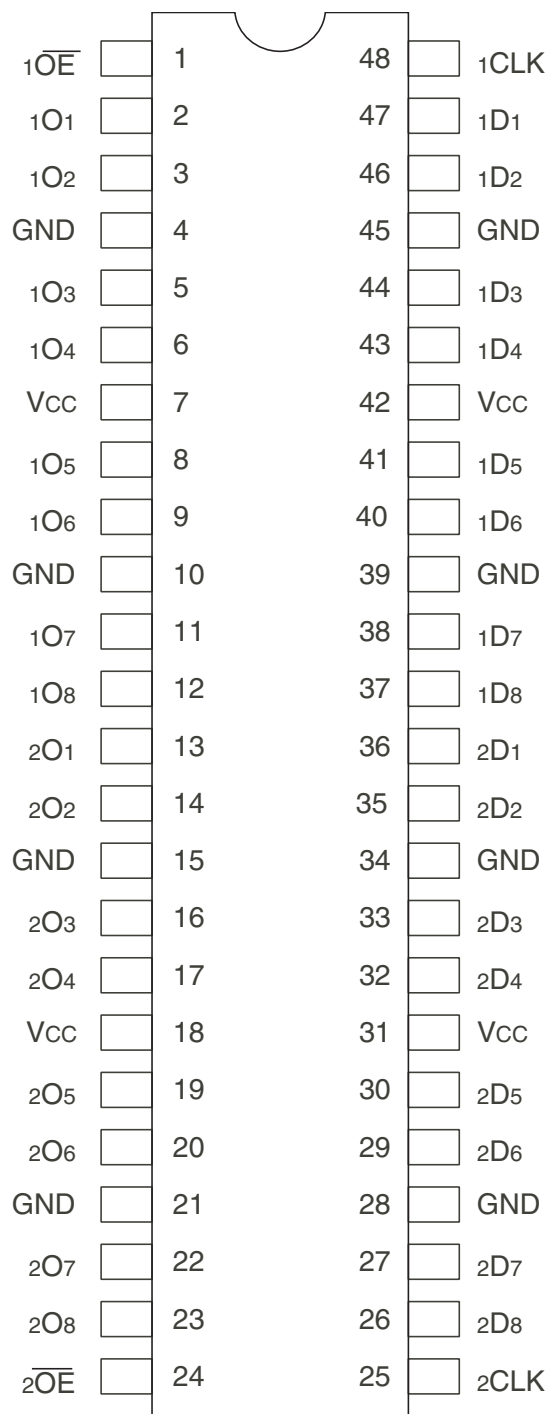 1O̅E̅ 1 48 1CLK
1O1 2 47 1D1
1O2 3 46 1D2
GND 4 45 GND
1O3 5 44 1D3
1O4 6 43 1D4
VCC 7 42 VCC
1O5 8 41 1D5
1O6 9 40 1D6
GND 10 39 GND
1O7 11 38 1D7
1O8 12 37 1D8
2O1 13 36 2D1
2O2 14 35 2D2
GND 15 34 GND
2O3 16 33 2D3
2O4 17 32 2D4
VCC 18 31 VCC
2O5 19 30 2D5
2O6 20 29 2D6
GND 21 28 GND
2O7 22 27 2D7
2O8 23 26 2D8
2O̅E̅ 24 25 2CLK